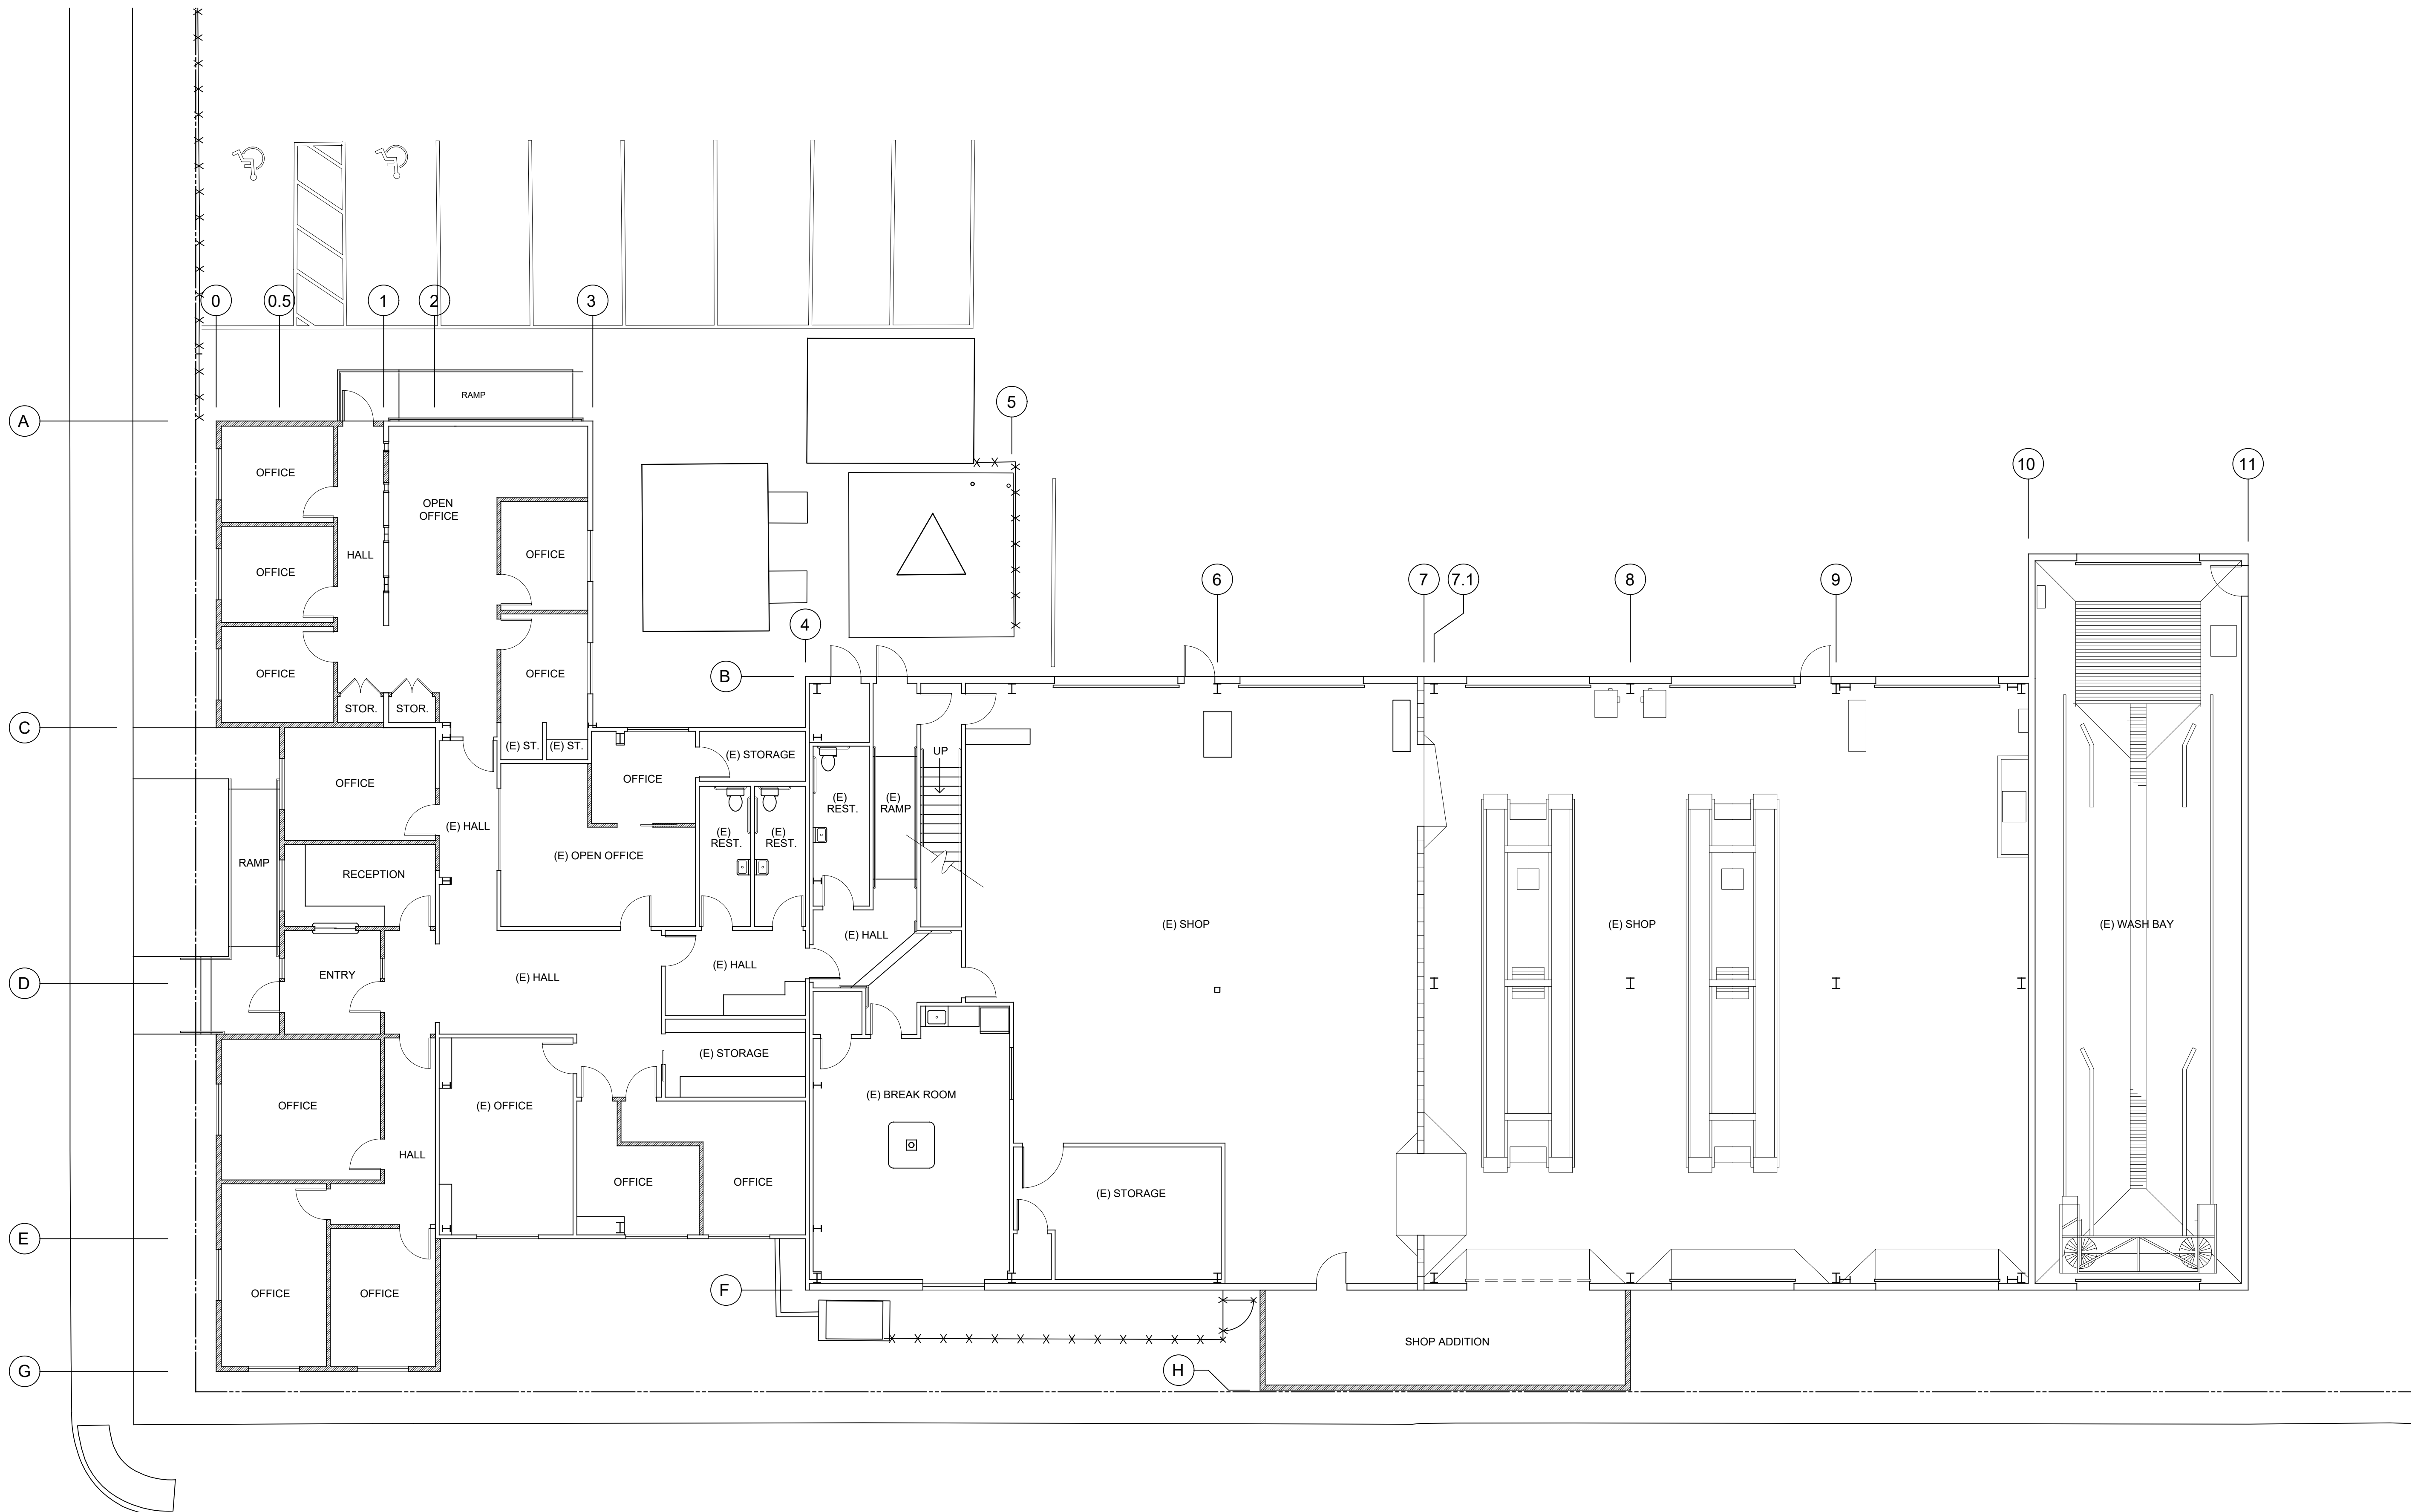 0
0.5
1
2
3
RAMP
A
5
10
11
OFFICE
OPEN
OFFICE
HALL
OFFICE
OFFICE
6
7
7.1
8
9
4
OFFICE
OFFICE
B
STOR.
STOR.
C
(E) ST.
(E) ST.
(E) STORAGE
UP
OFFICE
OFFICE
(E)
REST.
(E)
RAMP
(E) HALL
(E)
REST.
(E)
REST.
RAMP
(E) OPEN OFFICE
RECEPTION
(E) SHOP
(E) SHOP
(E) WASH BAY
(E) HALL
ENTRY
(E) HALL
(E) HALL
D
(E) STORAGE
OFFICE
(E) OFFICE
(E) BREAK ROOM
HALL
OFFICE
OFFICE
(E) STORAGE
E
OFFICE
OFFICE
F
SHOP ADDITION
G
H